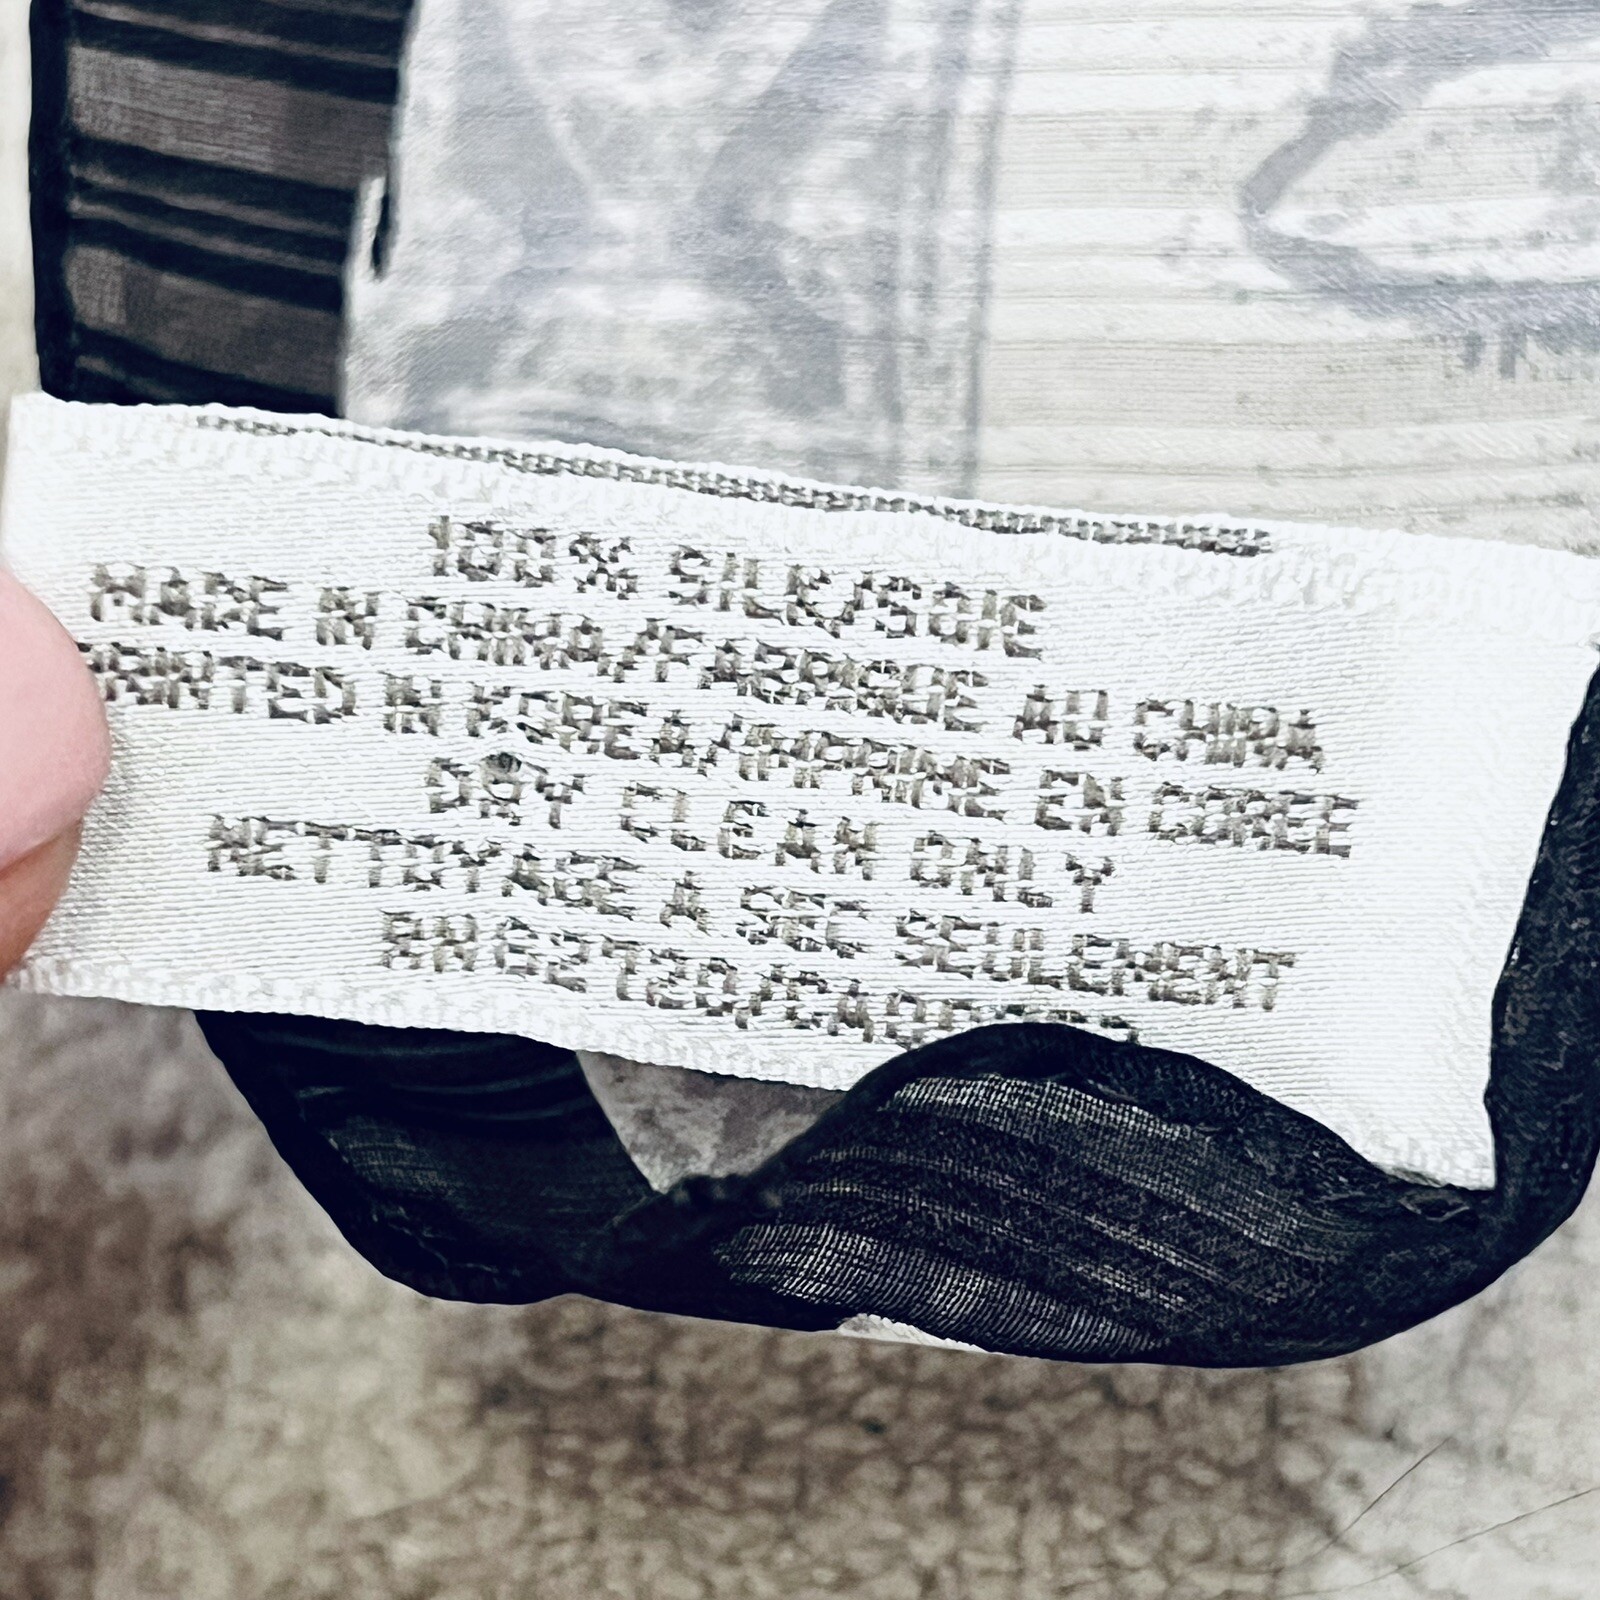 100% SILK/SOIE
MADE IN CHINA/FABRIQUE AU CHINA
PRINTED IN KOREA/IMPRIME EN COREE
DRY CLEAN ONLY
NETTOYAGE A SEC SEULEMENT